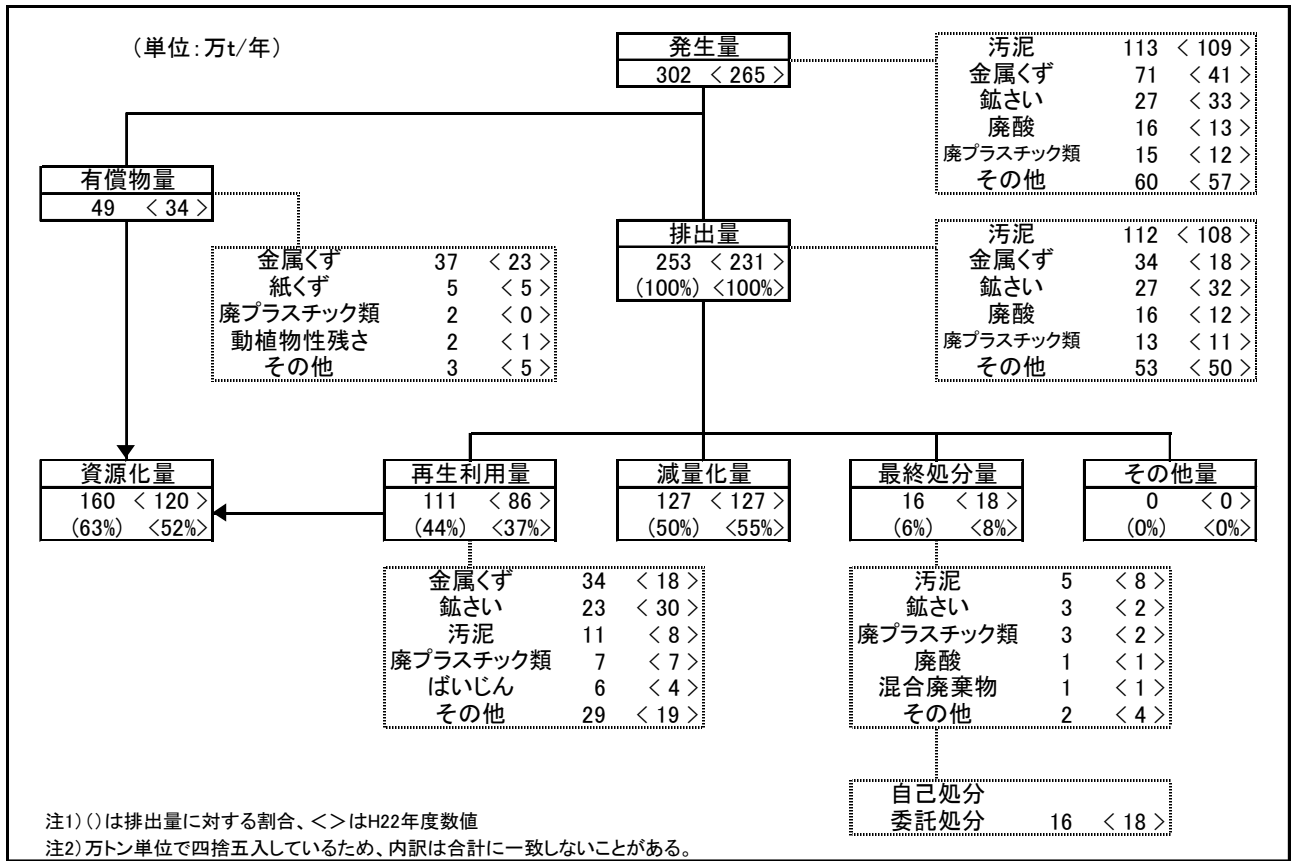 （単位：万t/年）
発生量
302 ＜265＞
汚泥 113 ＜109＞
金属くず 71 ＜41＞
鉱さい 27 ＜33＞
廃酸 16 ＜13＞
廃プラスチック類 15 ＜12＞
その他 60 ＜57＞
有償物量
49 ＜34＞
金属くず 37 ＜23＞
紙くず 5 ＜5＞
廃プラスチック類 2 ＜0＞
動植物性残さ 2 ＜1＞
その他 3 ＜5＞
排出量
253 ＜231＞
(100%) <100%>
汚泥 112 ＜108＞
金属くず 34 ＜18＞
鉱さい 27 ＜32＞
廃酸 16 ＜12＞
廃プラスチック類 13 ＜11＞
その他 53 ＜50＞
資源化量
160 ＜120＞
(63%) <52%>
再生利用量
111 ＜86＞
(44%) <37%>
減量化量
127 ＜127＞
(50%) <55%>
最終処分量
16 ＜18＞
(6%) <8%>
その他量
0 ＜0＞
(0%) <0%>
金属くず 34 ＜18＞
鉱さい 23 ＜30＞
汚泥 11 ＜8＞
廃プラスチック類 7 ＜7＞
ばいじん 6 ＜4＞
その他 29 ＜19＞
汚泥 5 ＜8＞
鉱さい 3 ＜2＞
廃プラスチック類 3 ＜2＞
廃酸 1 ＜1＞
混合廃棄物 1 ＜1＞
その他 2 ＜4＞
自己処分
委託処分 16 ＜18＞
注1）（）は排出量に対する割合、＜＞はH22年度数値
注2）万トン単位で四捨五入しているため、内訳は合計に一致しないことがある。